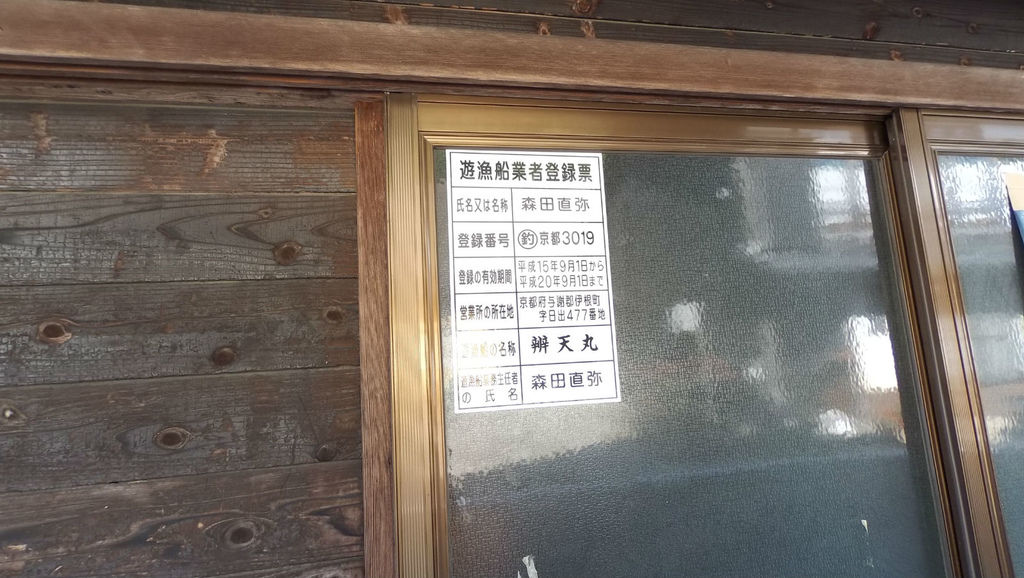 遊漁船業者登録票
氏名又は名称 森田直弥
登録番号 釣京都3019
登録の有効期間 平成15年9月1日から
平成20年9月1日まで
営業所の所在地 京都府与謝郡伊根町
字日出477番地
遊漁船の名称 辨天丸
遊漁船業務主任者
の氏名 森田直弥